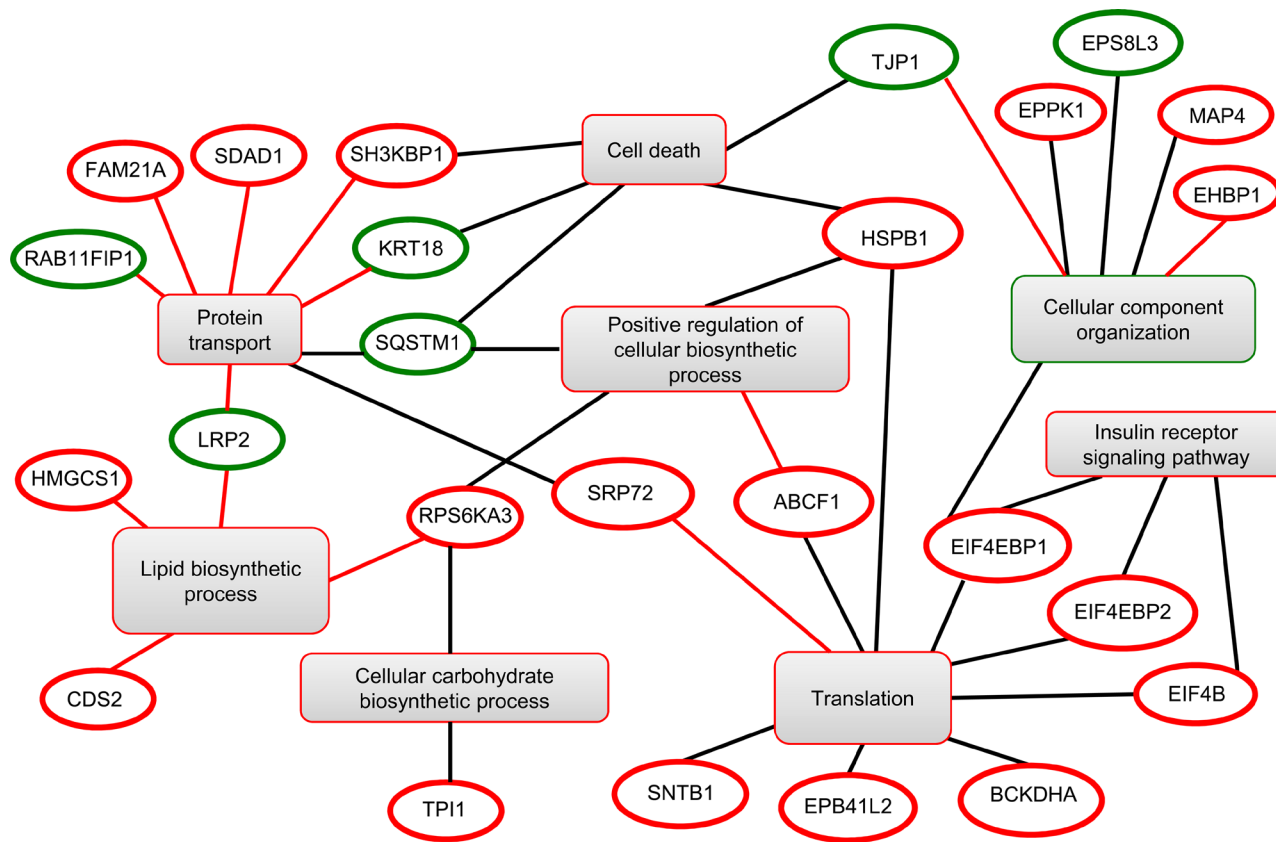 EPS8L3
TJP1
EPPK1
MAP4
Cell death
SDAD1
SH3KBP1
FAM21A
EHBP1
HSPB1
KRT18
RAB11FIP1
Protein
transport
Positive regulation of
cellular biosynthetic
process
Cellular component
organization
SQSTM1
LRP2
Insulin receptor
signaling pathway
HMGCS1
SRP72
ABCF1
RPS6KA3
EIF4EBP1
Lipid biosynthetic
process
EIF4EBP2
Cellular carbohydrate
biosynthetic process
CDS2
Translation
EIF4B
SNTB1
BCKDHA
EPB41L2
TPI1